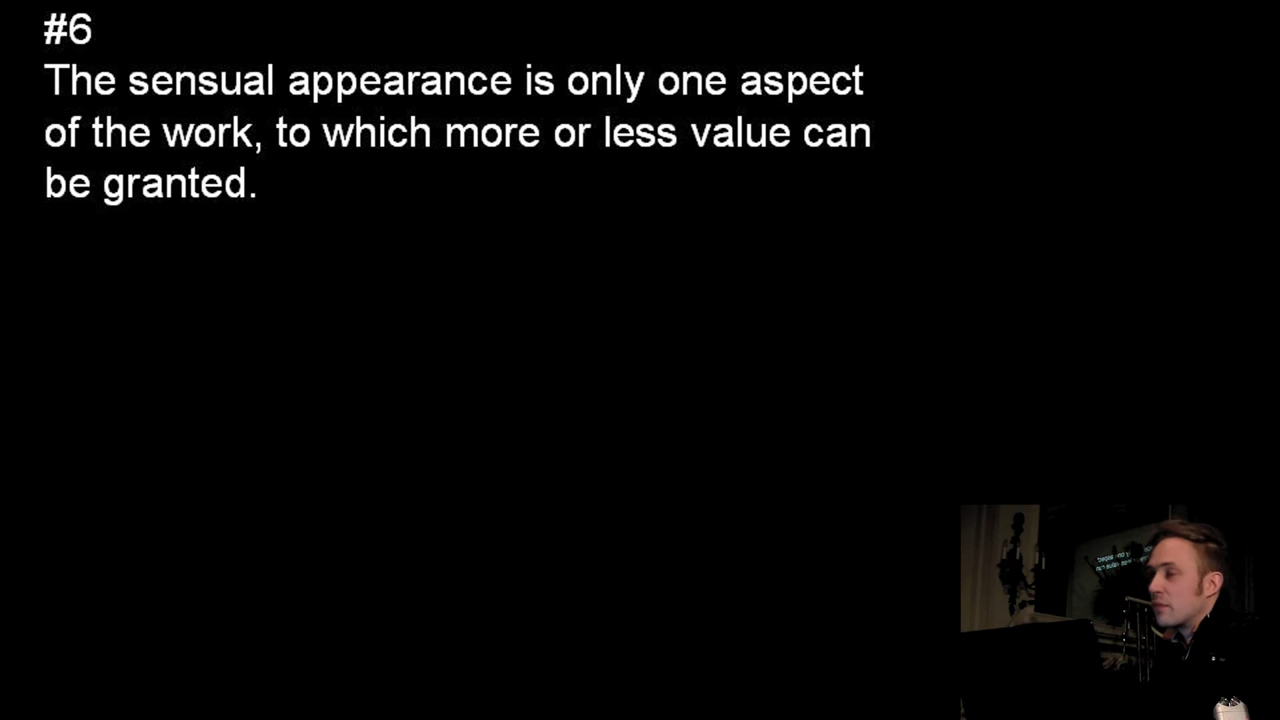 #6
The sensual appearance is only one aspect
of the work, to which more or less value can
be granted.